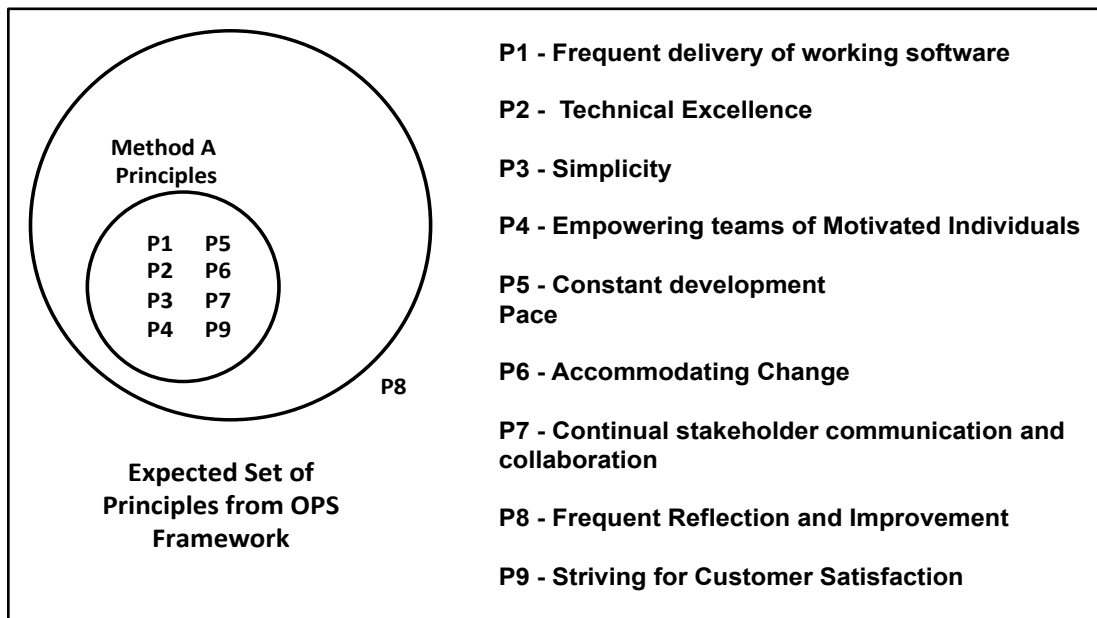 Method A
Principles
P1 P5
P2 P6
P3 P7
P4 P9
P8
Expected Set of
Principles from OPS
Framework
P1 - Frequent delivery of working software
P2 - Technical Excellence
P3 - Simplicity
P4 - Empowering teams of Motivated Individuals
P5 - Constant development
Pace
P6 - Accommodating Change
P7 - Continual stakeholder communication and
collaboration
P8 - Frequent Reflection and Improvement
P9 - Striving for Customer Satisfaction